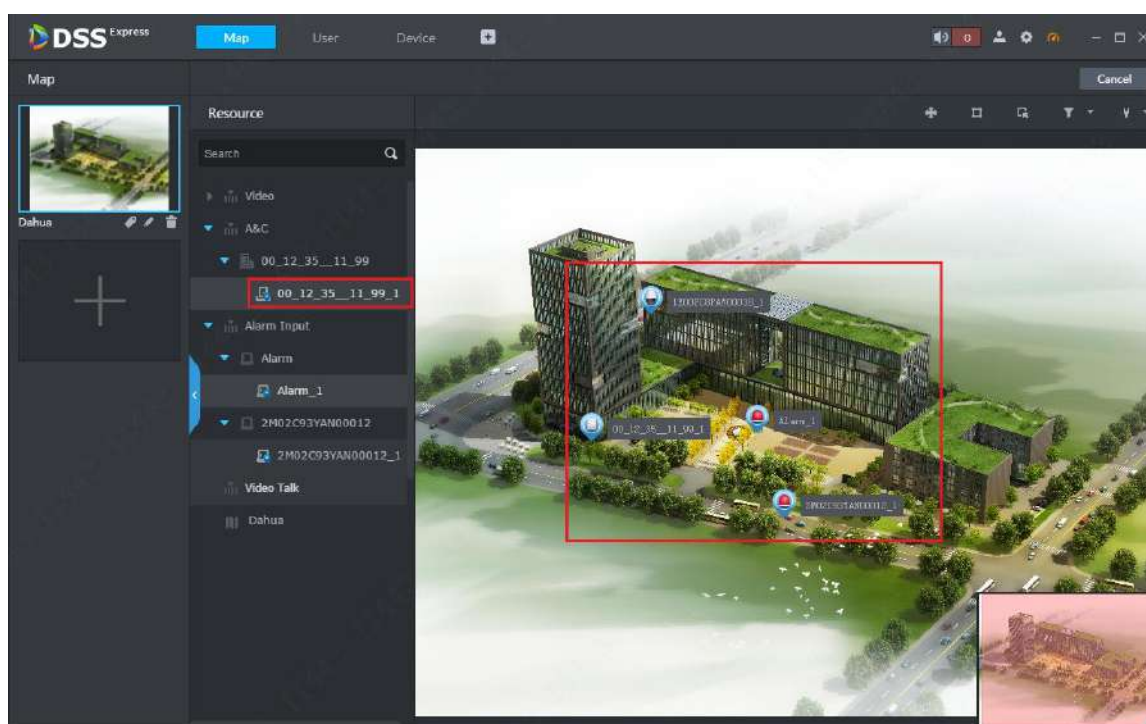 DSS Express
Map User Device
0
Map
Cancel
Resource
Search
Video
Dahua
A&C
00_12_35__11_99
00_12_35__11_99_1
Alarm Input
Alarm
Alarm_1
2M02C93YAN00012
2M02C93YAN00012_1
Video Talk
Dahua
00_12_35__11_99_1
Alarm_1
2M02C93YAN00012_1